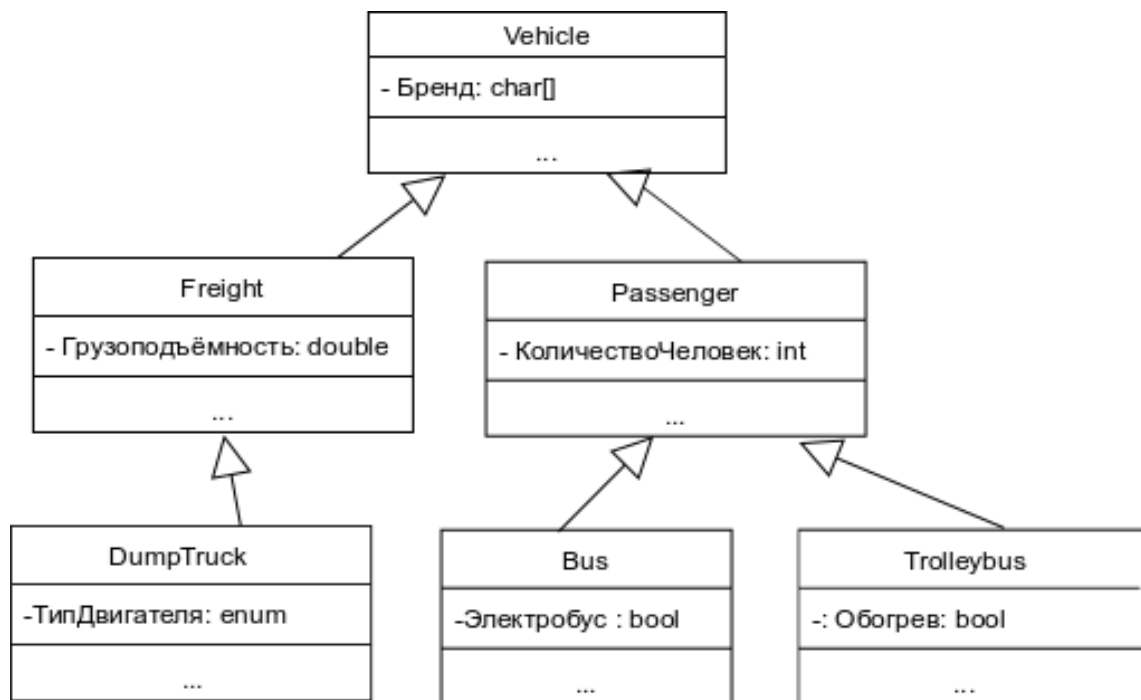 Vehicle
- Бренд: char[]
...
Freight
- Грузоподъёмность: double
...
Passenger
- КоличествоЧеловек: int
...
DumpTruck
-ТипДвигателя: enum
...
Bus
-Электробус : bool
...
Trolleybus
-: Обогрев: bool
...